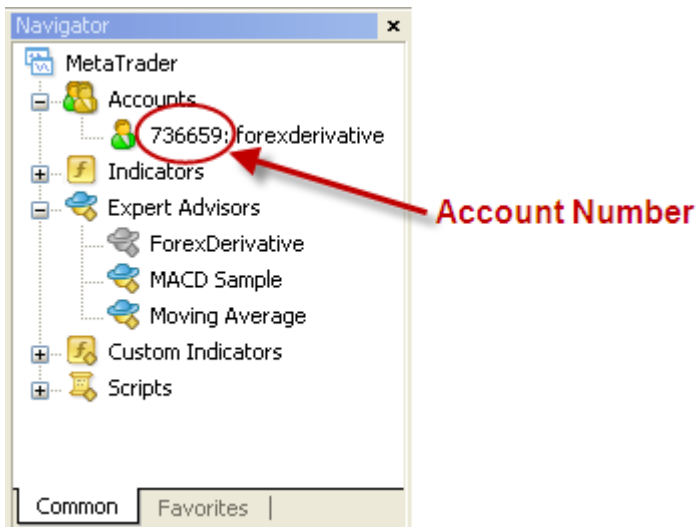 Navigator
MetaTrader
Accounts
736659: forexderivative
Indicators
Expert Advisors
ForexDerivative
MACD Sample
Moving Average
Custom Indicators
Scripts
Account Number
Common Favorites